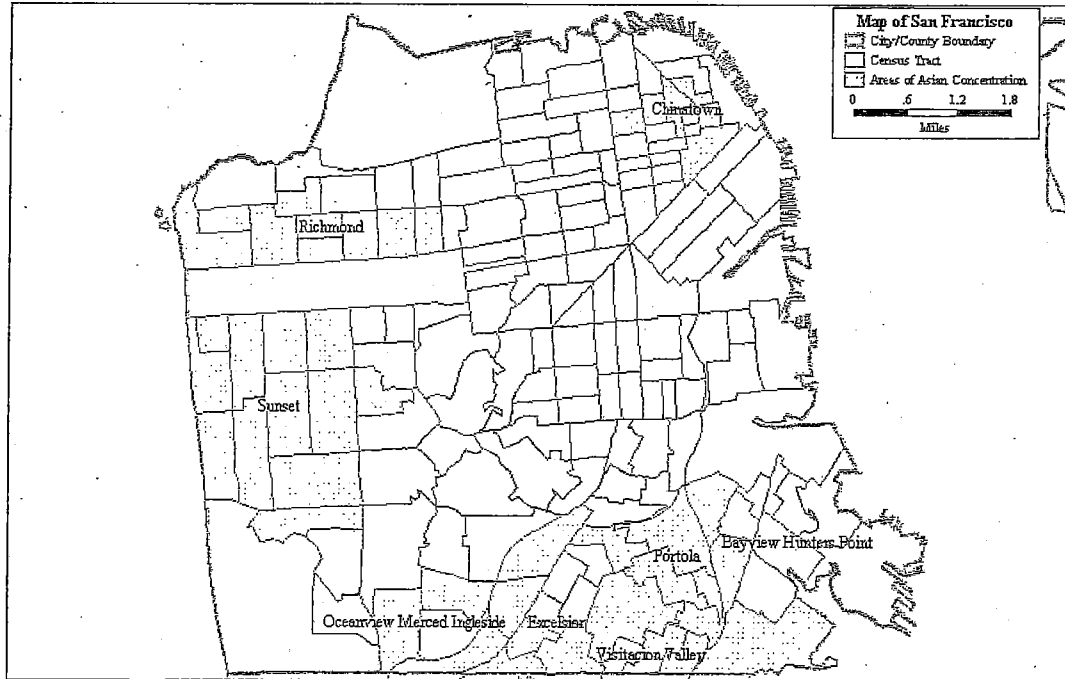 Map of San Francisco
City/County Boundary
Census Tract
Areas of Asian Concentration
0 .6 1.2 1.8
Miles
Chinatown
Richmond
Sunset
Bayview Hunters Point
Portola
Oceanview Merced Ingleside
Excelsior
Visitacion Valley